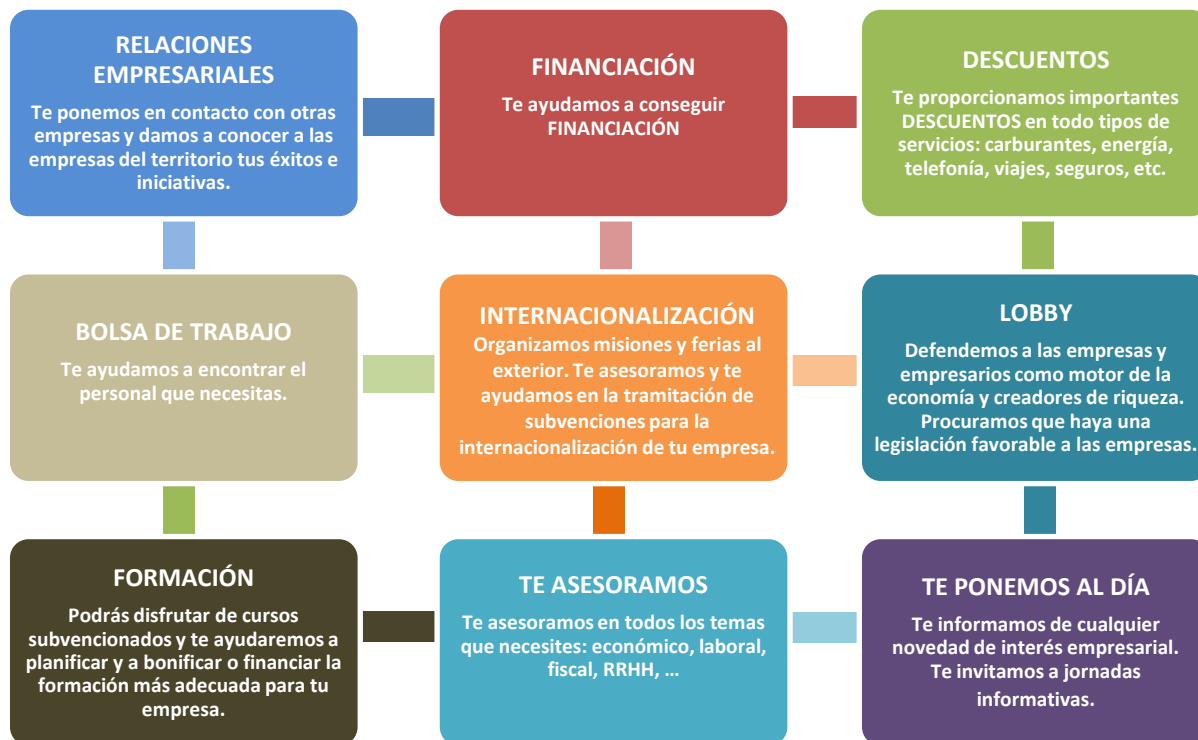 RELACIONES
EMPRESARIALES
Te ponemos en contacto con otras
empresas y damos a conocer a las
empresas del territorio tus éxitos e
iniciativas.
FINANCIACIÓN
Te ayudamos a conseguir
FINANCIACIÓN
DESCUENTOS
Te proporcionamos importantes
DESCUENTOS en todo tipos de
servicios: carburantes, energía,
telefonía, viajes, seguros, etc.
BOLSA DE TRABAJO
Te ayudamos a encontrar el
personal que necesitas.
INTERNACIONALIZACIÓN
Organizamos misiones y ferias al
exterior. Te asesoramos y te
ayudamos en la tramitación de
subvenciones para la
internacionalización de tu empresa.
LOBBY
Defendemos a las empresas y
empresarios como motor de la
economía y creadores de riqueza.
Procuramos que haya una
legislación favorable a las empresas.
FORMACIÓN
Podrás disfrutar de cursos
subvencionados y te ayudaremos a
planificar y a bonificar o financiar la
formación más adecuada para tu
empresa.
TE ASESORAMOS
Te asesoramos en todos los temas
que necesites: económico, laboral,
fiscal, RRHH, ...
TE PONEMOS AL DÍA
Te informamos de cualquier
novedad de interés empresarial.
Te invitamos a jornadas
informativas.